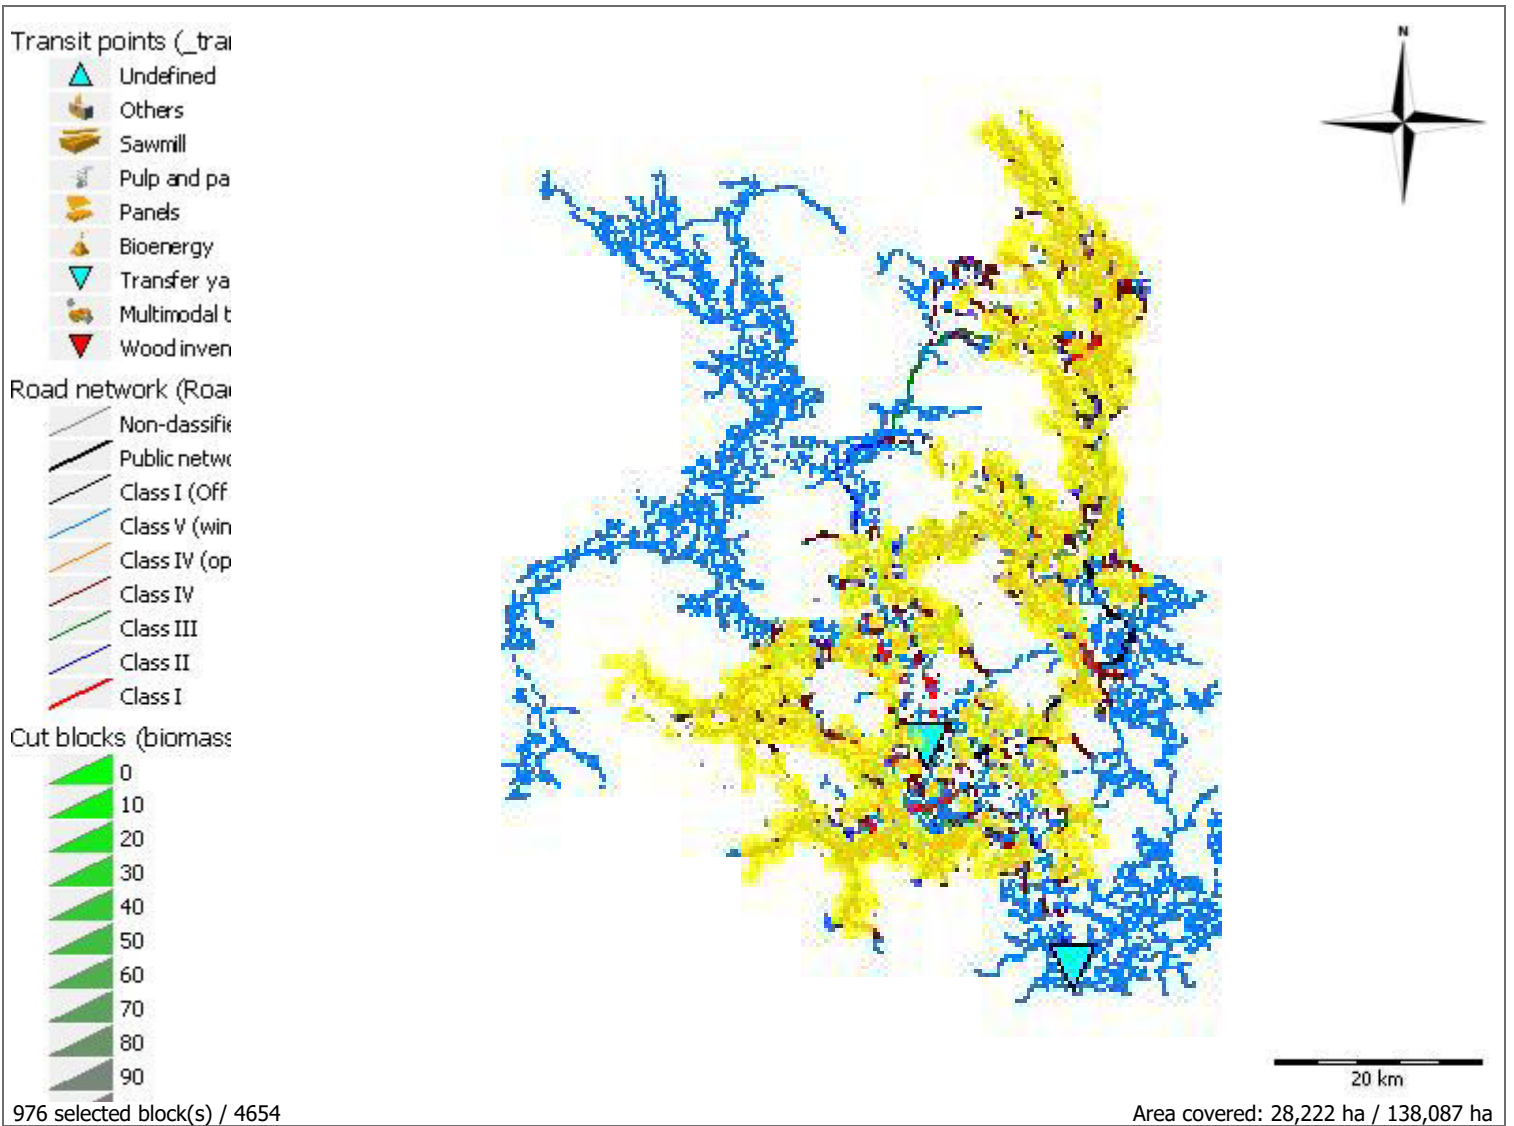 Transit points (_trai
Undefined
Others
Sawmill
Pulp and pa
Panels
Bioenergy
Transfer ya
Multimodal t
Wood inven
Road network (Road
Non-classifie
Public netwo
Class I (Off
Class V (win
Class IV (op
Class IV
Class III
Class II
Class I
Cut blocks (biomass
0
10
20
30
40
50
60
70
80
90
N
20 km
976 selected block(s) / 4654
Area covered: 28,222 ha / 138,087 ha